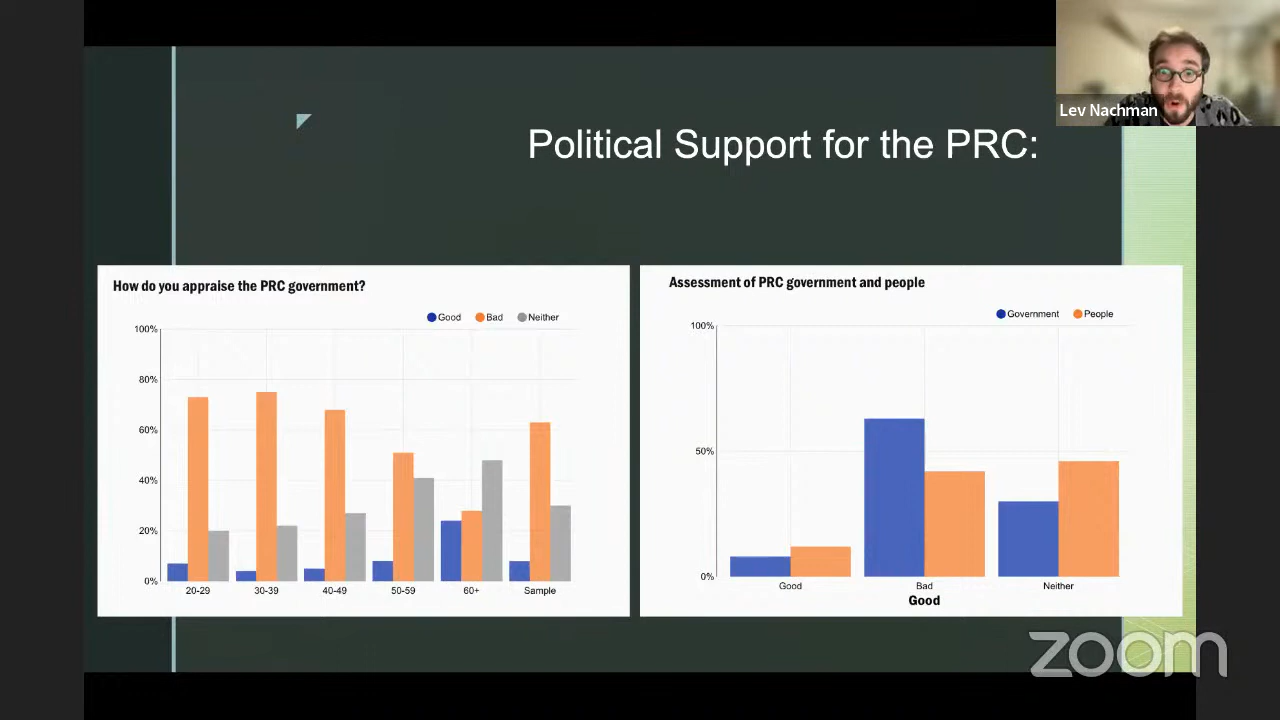 Lev Nachman
Political Support for the PRC:
How do you appraise the PRC government?
Good Bad Neither
100%
80%
60%
40%
20%
0%
20-29 30-39 40-49 50-59 60+ Sample
Assessment of PRC government and people
Government People
100%
50%
0%
Good Bad Neither
Good
zoom